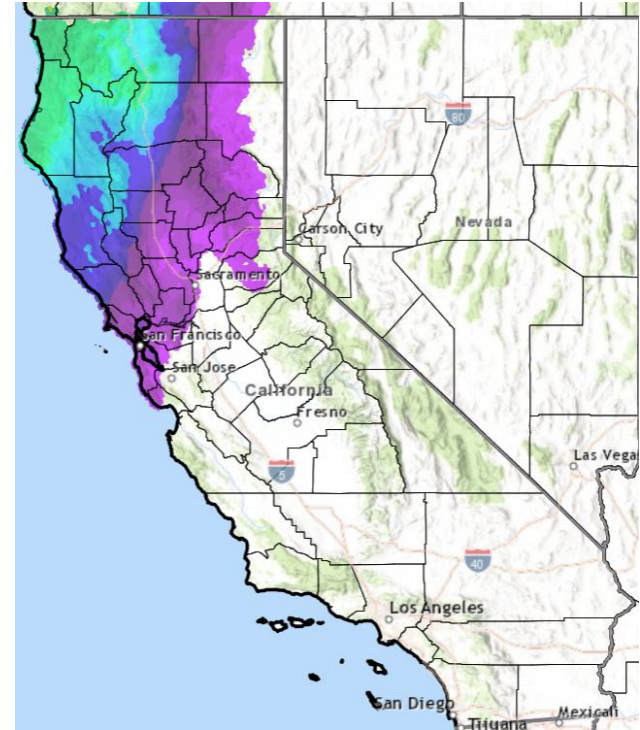 80
Carson City
Nevada
Sacramento
San Francisco
San Jose
California
Fresno
Las Vegas
5
40
Los Angeles
San Diego
Mexicali
Tijuana